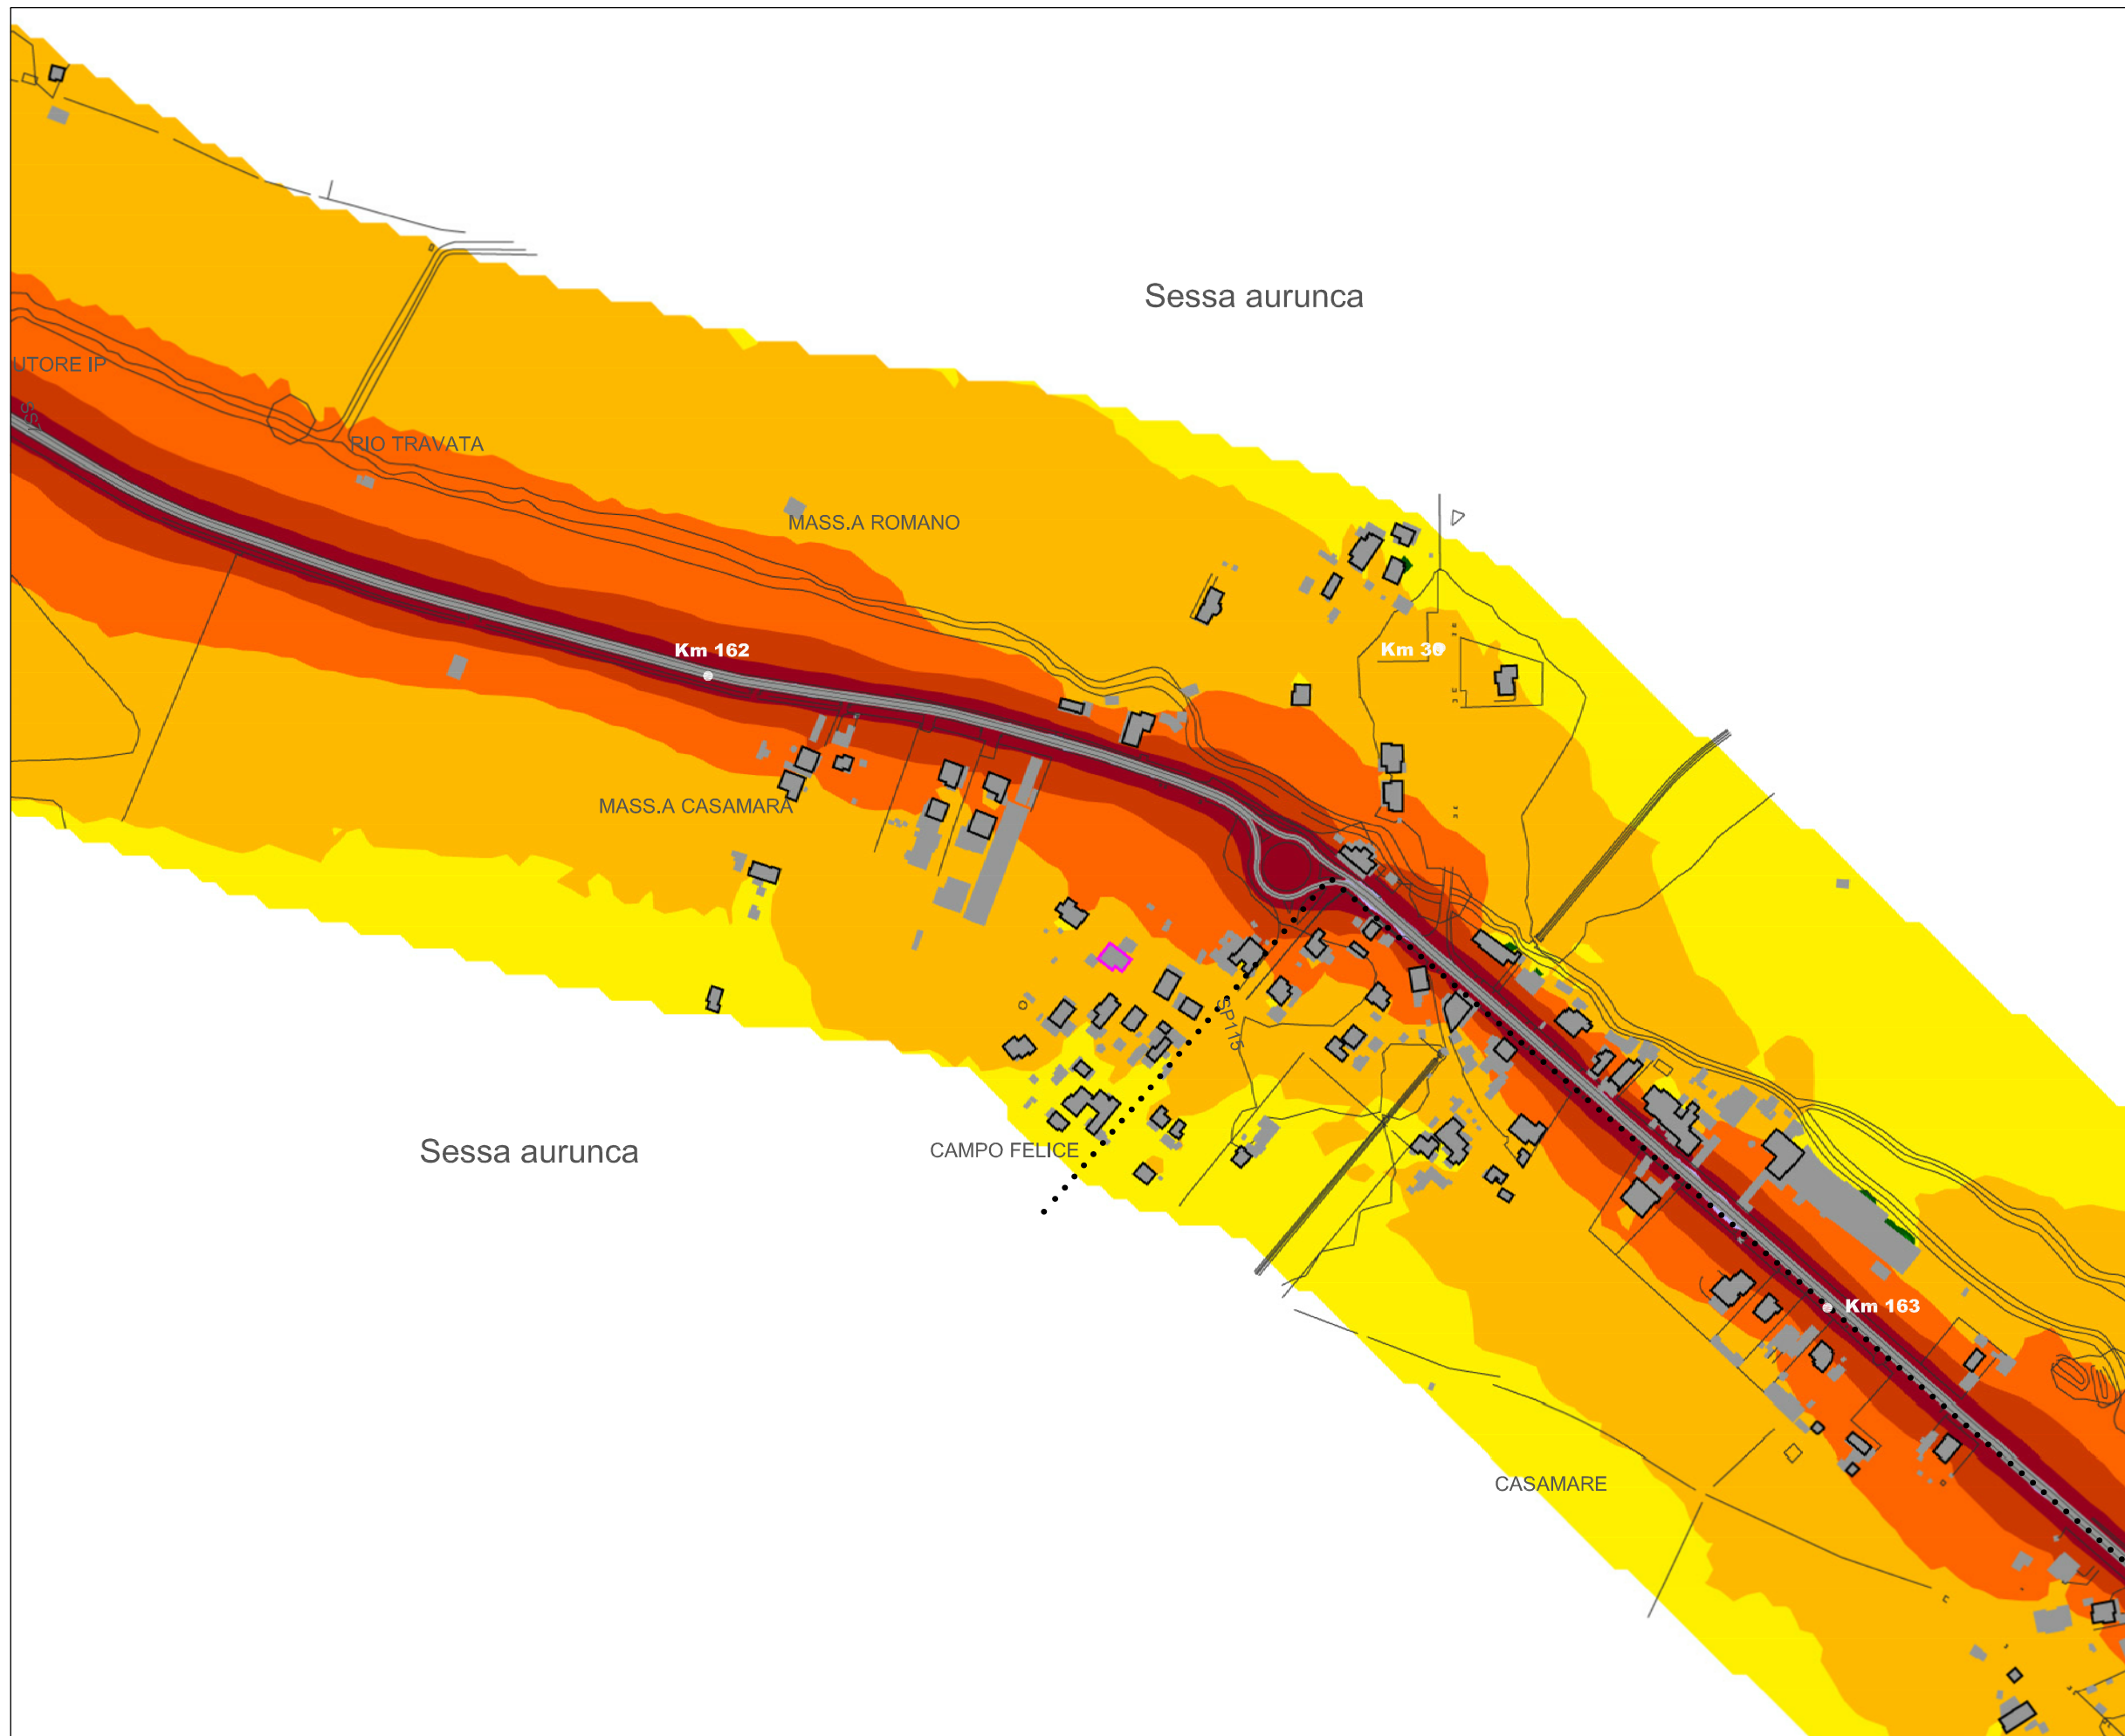 Sessa aurunca
UTORE IP
RIO TRAVATA
MASS.A ROMANO
Km 162
Km 36
MASS.A CASAMARA
SP115
Sessa aurunca
CAMPO FELICE
Km 163
CASAMARE